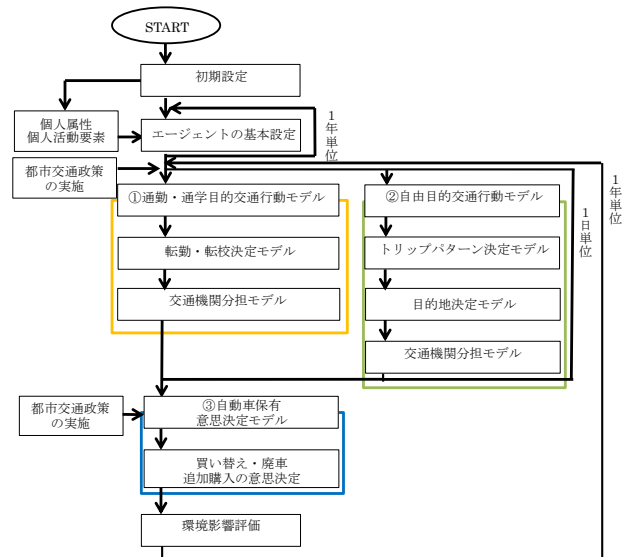 START
初期設定
個人属性
個人活動要素
エージェントの基本設定
1年単位
都市交通政策
の実施
①通勤・通学目的交通行動モデル
②自由目的交通行動モデル
1日単位
1年単位
転勤・転校決定モデル
トリップパターン決定モデル
交通機関分担モデル
目的地決定モデル
交通機関分担モデル
都市交通政策
の実施
③自動車保有
意思決定モデル
買い替え・廃車
追加購入の意思決定
環境影響評価